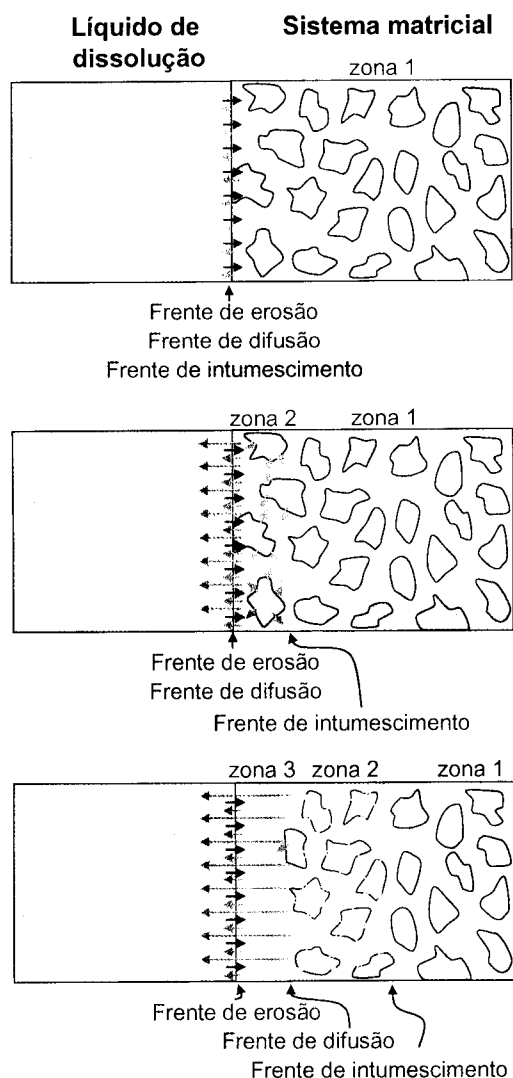 Líquido de
dissolução
Sistema matricial
zona 1
Frente de erosão
Frente de difusão
Frente de intumescimento
zona 2 zona 1
Frente de erosão
Frente de difusão
Frente de intumescimento
zona 3 zona 2 zona 1
Frente de erosão
Frente de difusão
Frente de intumescimento